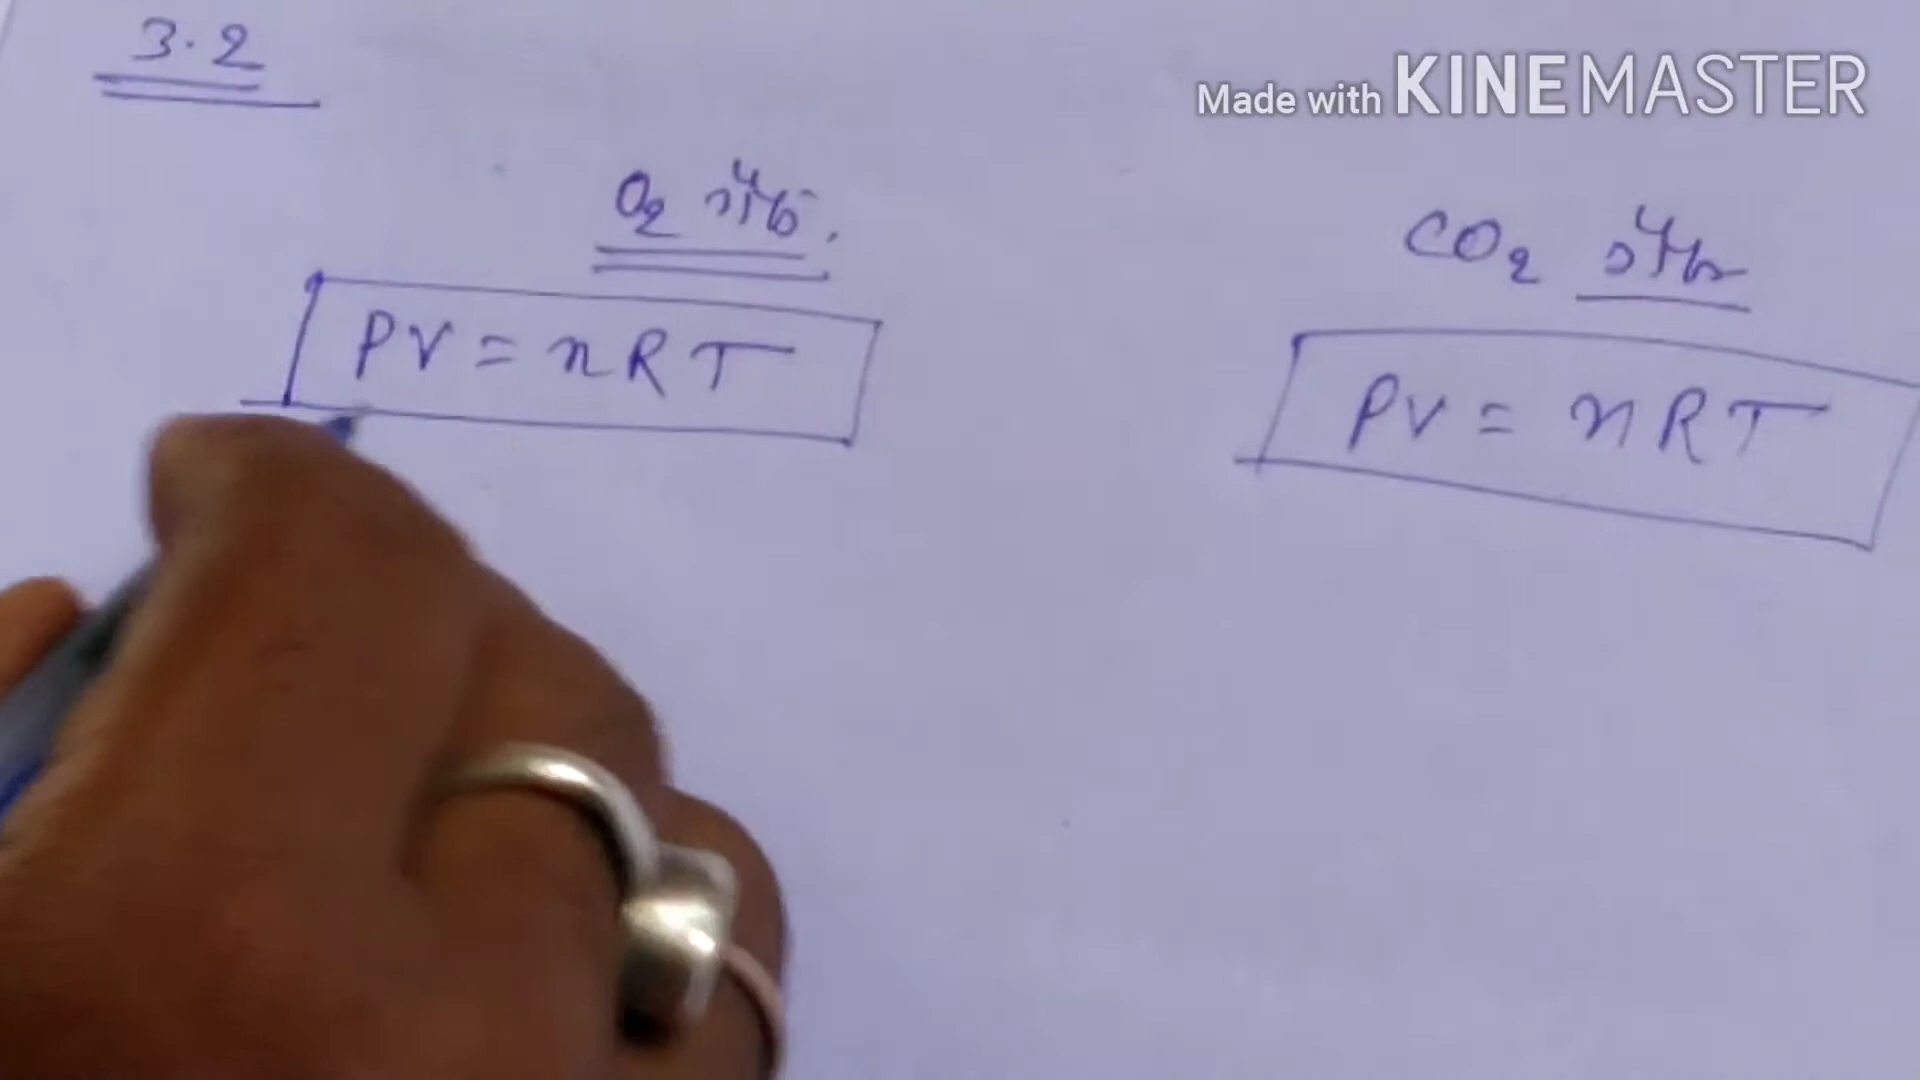 3.2
Made with KINEMASTER
O2
CO2
PV = nRT
PV = nRT